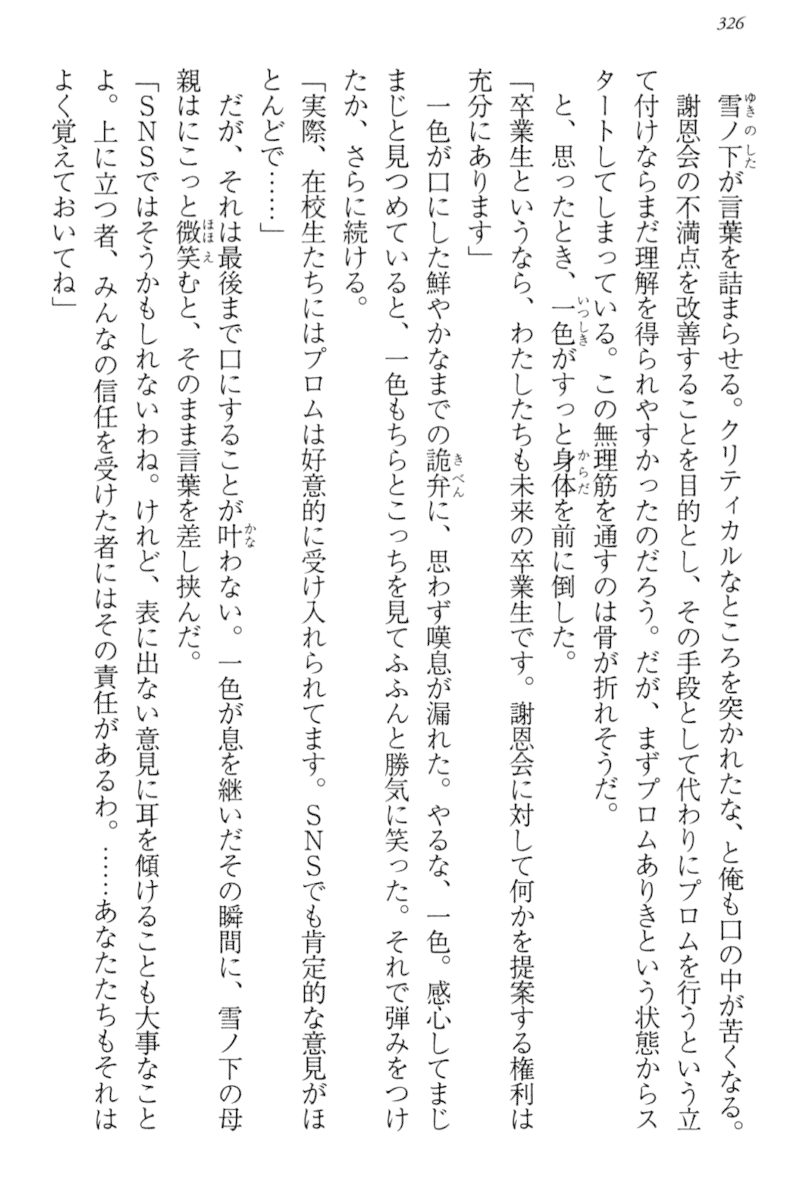 326
雪ノ下が言葉を詰まらせる。クリティカルなところを突かれたな、と俺も口の中が苦くなる。
謝恩会の不満点を改善することを目的とし、その手段として代わりにプロムを行うという立
て付けならまだ理解を得られやすかったのだろう。だが、まずプロムありきという状態からス
タートしてしまっている。この無理筋を通すのは骨が折れそうだ。
と、思ったとき、一色がすっと身体を前に倒した。
「卒業生というなら、わたしたちも未来の卒業生です。謝恩会に対して何かを提案する権利は
充分にあります」
一色が口にした鮮やかなまでの詭弁に、思わず嘆息が漏れた。やるな、一色。感心してまじ
まじと見つめていると、一色もちらとこっちを見てふふんと勝気に笑った。それで弾みをつけ
たか、さらに続ける。
「実際、在校生たちにはプロムは好意的に受け入れられてます。SNSでも肯定的な意見がほ
とんどで……」
だが、それは最後まで口にすることが叶わない。一色が息を継いだその瞬間に、雪ノ下の母
親はにこっと微笑むと、そのまま言葉を差し挟んだ。
「SNSではそうかもしれないわね。けれど、表に出ない意見に耳を傾けることも大事なこと
よ。上に立つ者、みんなの信任を受けた者にはその責任があるわ。……あなたたちもそれは
よく覚えておいてね」